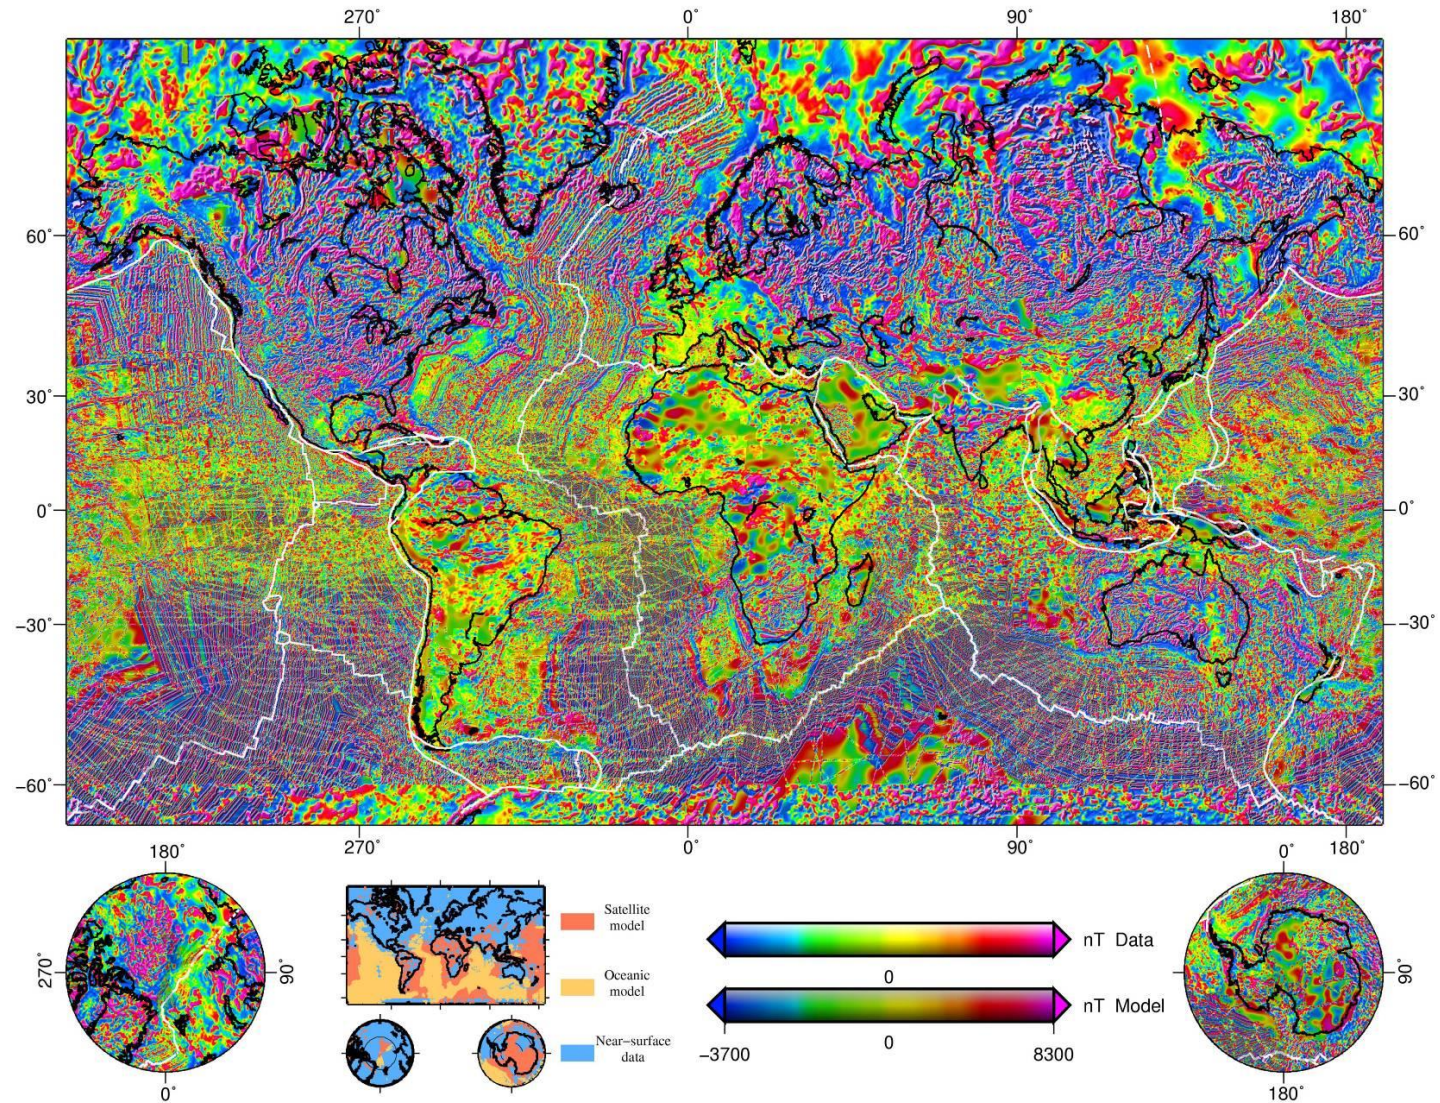 270° 0° 90° 180°
60° 60°
30° 30°
0° 0°
−30° −30°
−60° −60°
270° 0° 90° 180°
180°
270° 90°
0°
Satellite
model
Oceanic
model
Near−surface
data
nT Data
0
nT Model
−3700 0 8300
0°
90°
180°